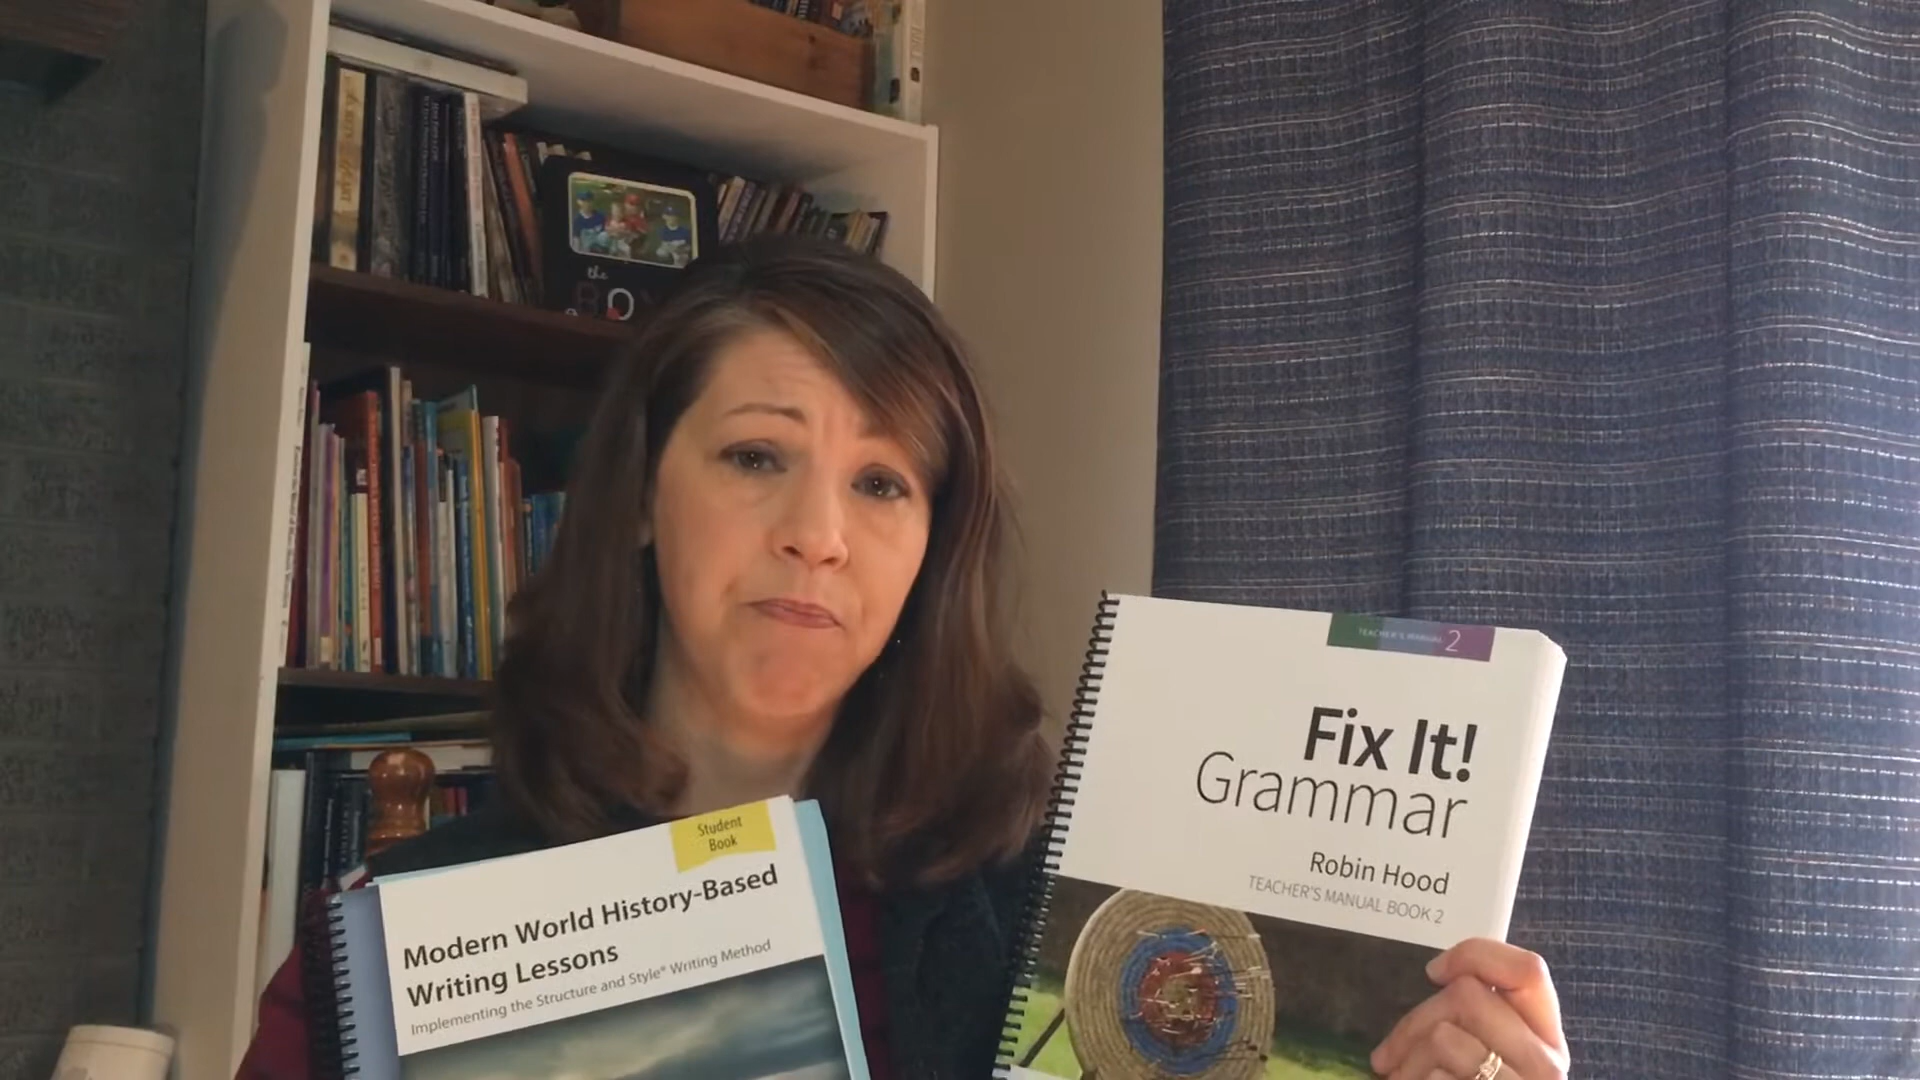 the
Student
Book
Modern World History-Based
Writing Lessons
Implementing the Structure and Style® Writing Method
TEACHER'S MANUAL 2
Fix It!
Grammar
Robin Hood
TEACHER'S MANUAL BOOK 2